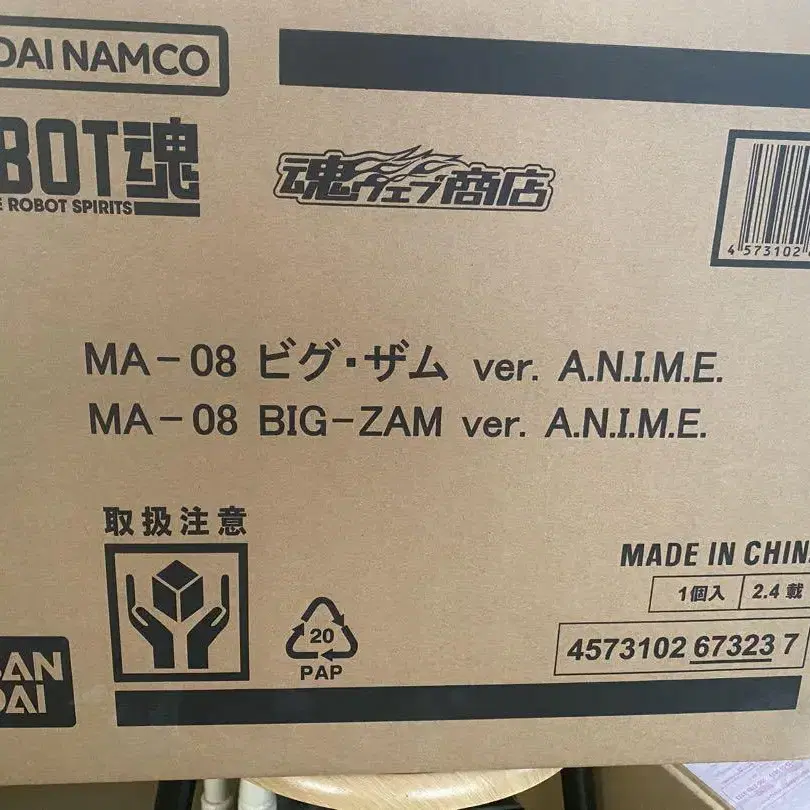 DAI NAMCO
BOT魂
E ROBOT SPIRITS
魂ウェブ商店
4 573102
MA-08 ビグ・ザム ver. A.N.I.M.E.
MA-08 BIG-ZAM ver. A.N.I.M.E.
取扱注意
MADE IN CHIN
1個入 2.4 載
20
PAP
4573102 67323 7
BAN
DAI